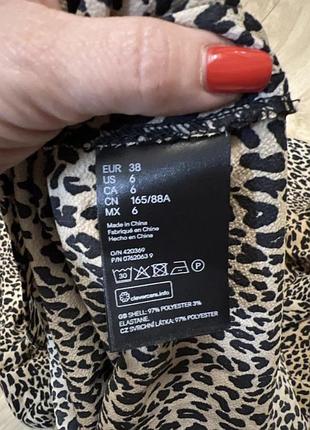 EUR 38
US 6
CA 6
CN 165/88A
MX 6
Made in China
Fabriqué en Chine
Hecho en China
O/N 420369
P/N 0762063 9
30 P
clevercare.info
GB SHELL: 97% POLYESTER 3%
ELASTANE.
CZ SVRCHNÍ LÁTKA: 97%
POLYESTER